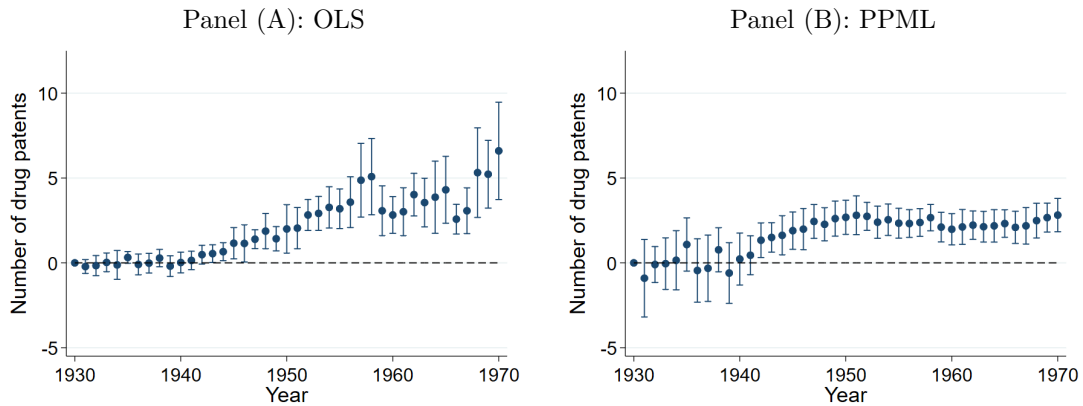 Panel (A): OLS
Number of drug patents
10
5
0
-5
1930 1940 1950 1960 1970
Year
Panel (B): PPML
Number of drug patents
10
5
0
-5
1930 1940 1950 1960 1970
Year